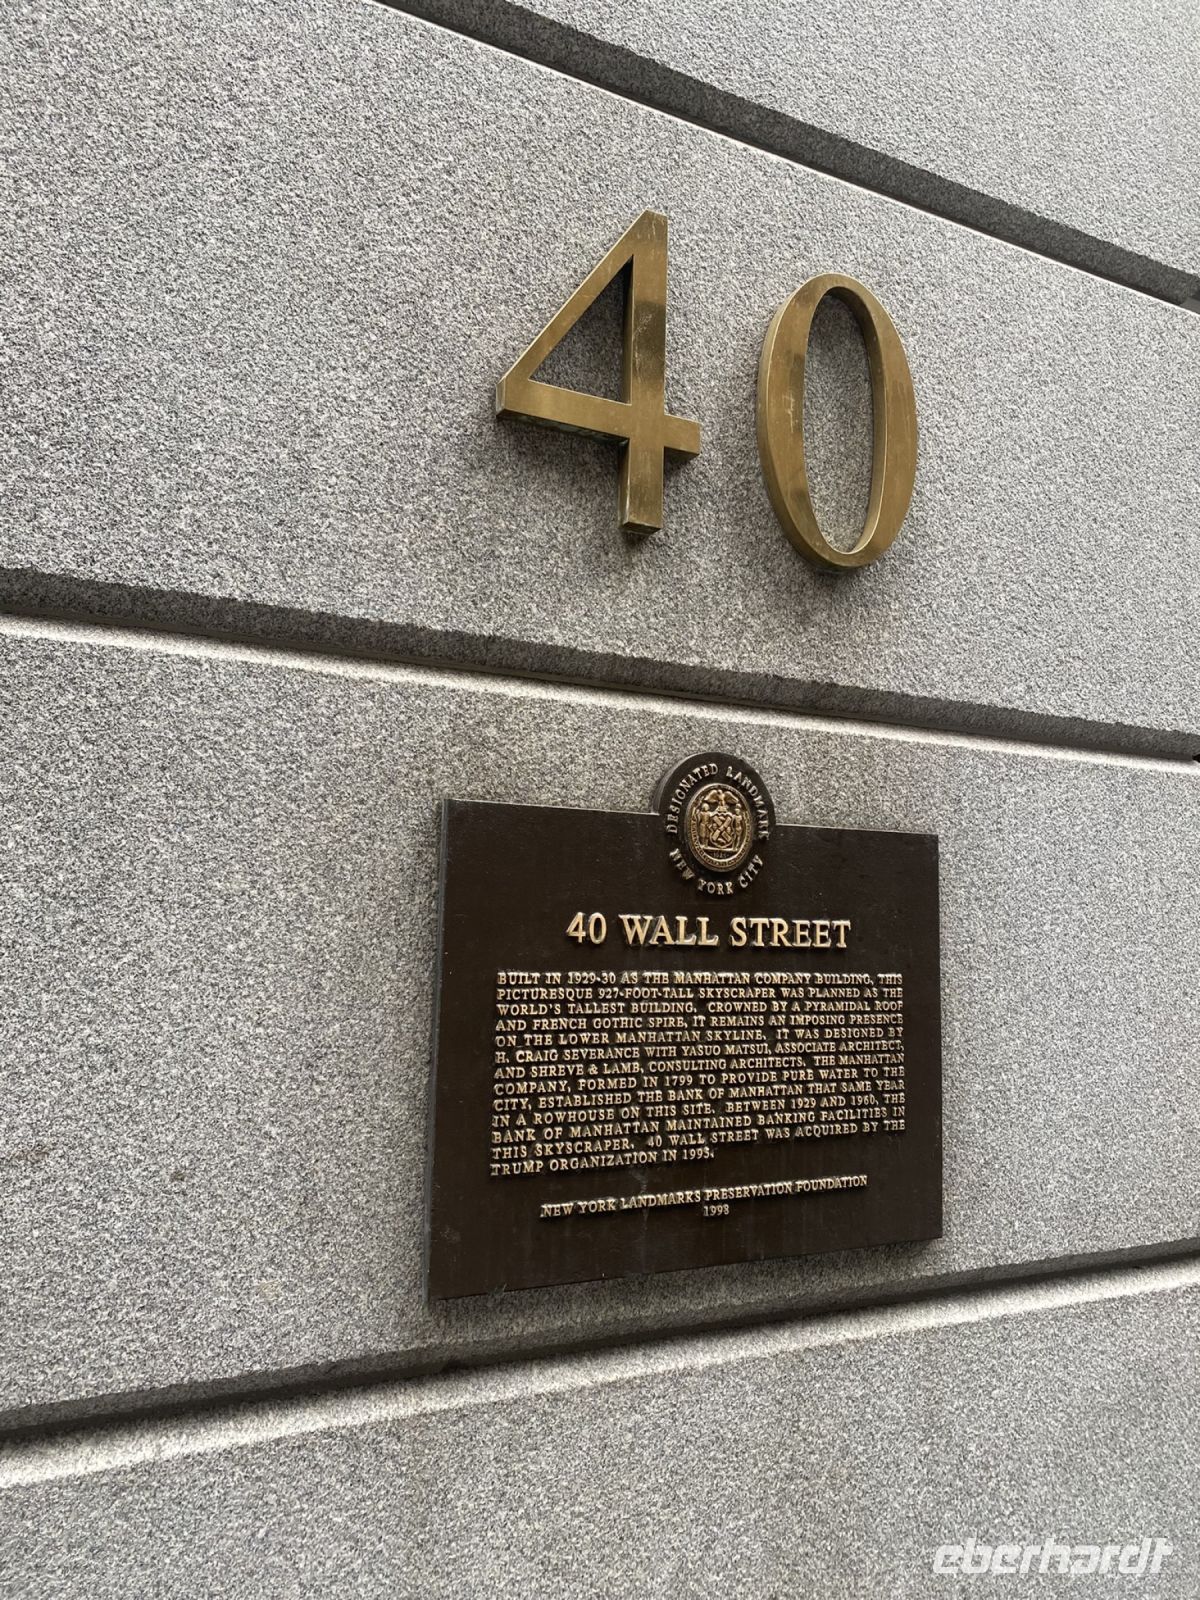 40
DESIGNATED LANDMARK
NEW YORK CITY
40 WALL STREET
BUILT IN 1929-30 AS THE MANHATTAN COMPANY BUILDING, THIS
PICTURESQUE 927-FOOT-TALL SKYSCRAPER WAS PLANNED AS THE
WORLD'S TALLEST BUILDING. CROWNED BY A PYRAMIDAL ROOF
AND FRENCH GOTHIC SPIRE, IT REMAINS AN IMPOSING PRESENCE
ON THE LOWER MANHATTAN SKYLINE. IT WAS DESIGNED BY
H. CRAIG SEVERANCE WITH YASUO MATSUI, ASSOCIATE ARCHITECT,
AND SHREVE & LAMB, CONSULTING ARCHITECTS. THE MANHATTAN
COMPANY, FORMED IN 1799 TO PROVIDE PURE WATER TO THE
CITY, ESTABLISHED THE BANK OF MANHATTAN THAT SAME YEAR
IN A ROWHOUSE ON THIS SITE. BETWEEN 1929 AND 1960, THE
BANK OF MANHATTAN MAINTAINED BANKING FACILITIES IN
THIS SKYSCRAPER. 40 WALL STREET WAS ACQUIRED BY THE
TRUMP ORGANIZATION IN 1995.
NEW YORK LANDMARKS PRESERVATION FOUNDATION
1998
eberhardt